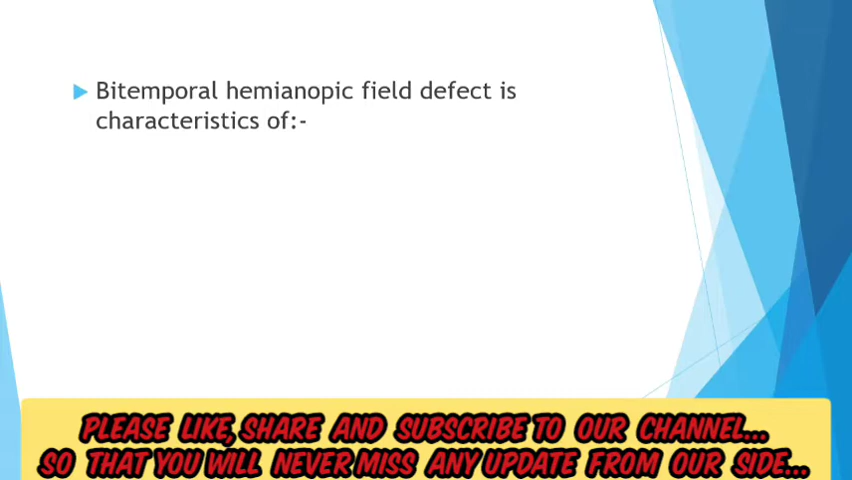 Bitemporal hemianopic field defect is
characteristics of:-
PLEASE LIKE, SHARE AND SUBSCRIBE TO OUR CHANNEL...
SO THAT YOU WILL NEVER MISS ANY UPDATE FROM OUR SIDE...